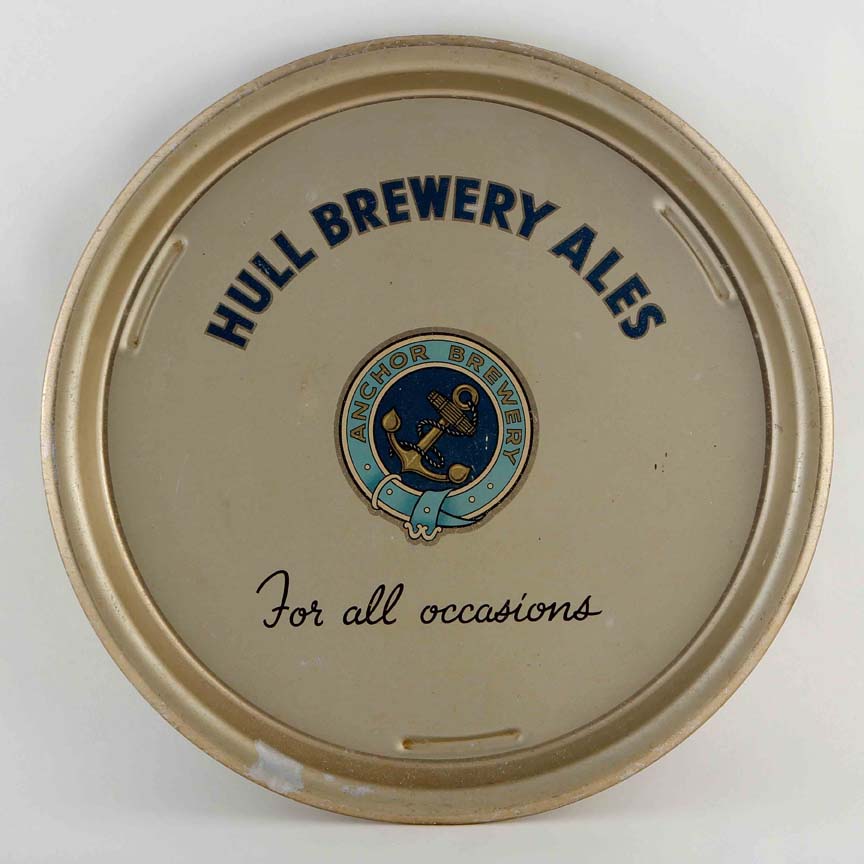 HULL BREWERY ALES
ANCHOR BREWERY
For all occasions